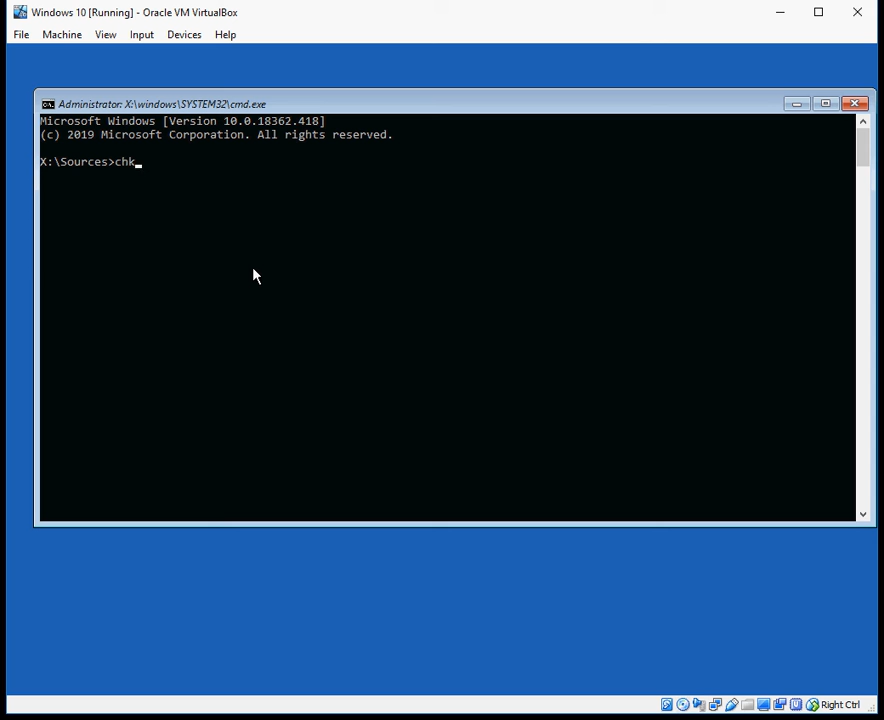 Windows 10 [Running] - Oracle VM VirtualBox
File Machine View Input Devices Help
Administrator: X:\windows\SYSTEM32\cmd.exe
Microsoft Windows [Version 10.0.18362.418]
(c) 2019 Microsoft Corporation. All rights reserved.
X:\Sources>chk_
Right Ctrl